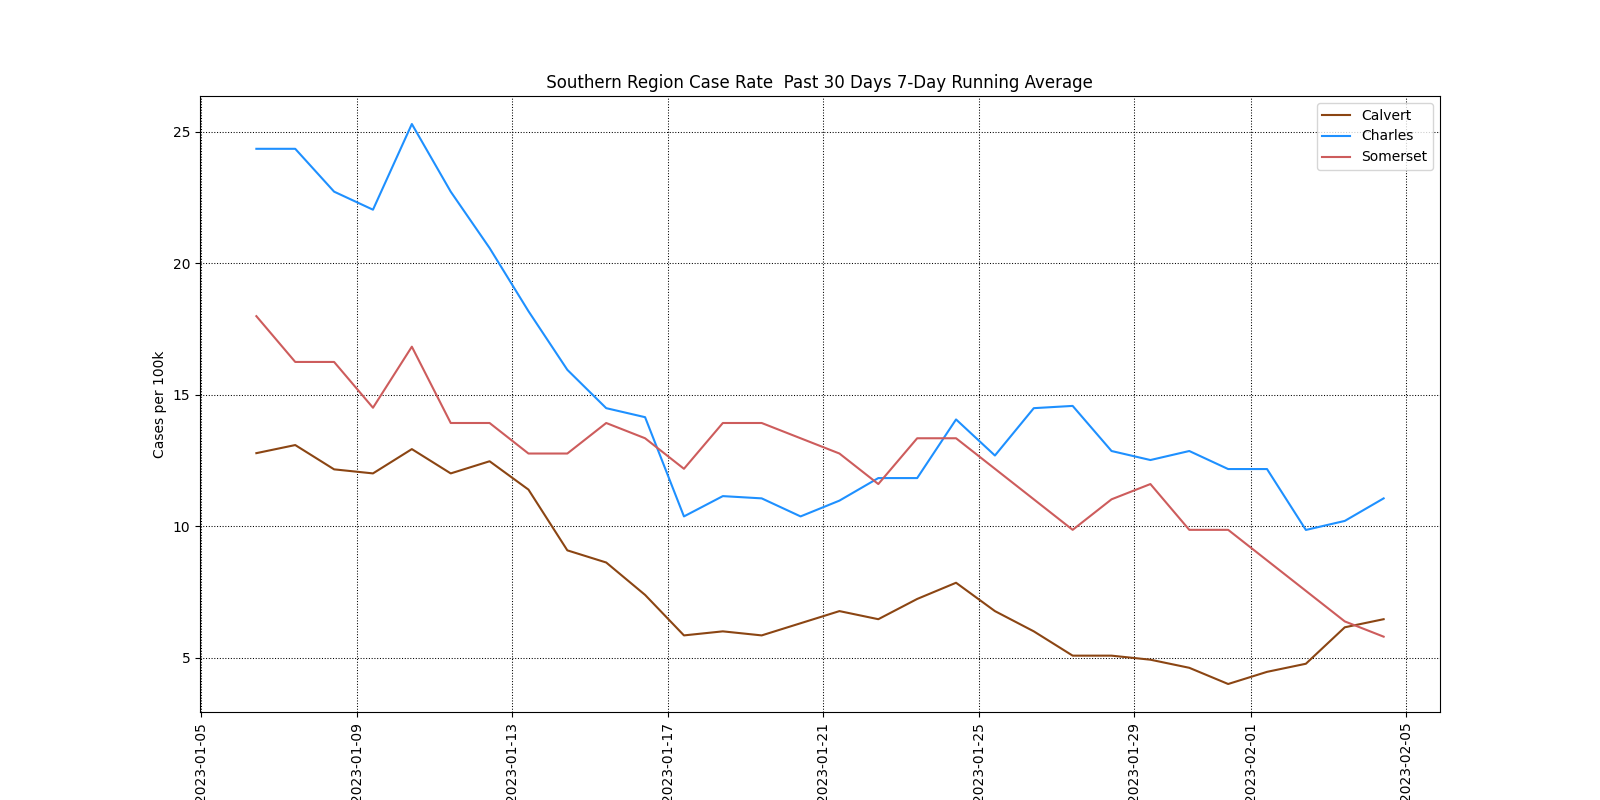 Southern Region Case Rate  Past 30 Days 7-Day Running Average
Calvert
Charles
Somerset
Cases per 100k
25
20
15
10
5
2023-01-05
2023-01-09
2023-01-13
2023-01-17
2023-01-21
2023-01-25
2023-01-29
2023-02-01
2023-02-05